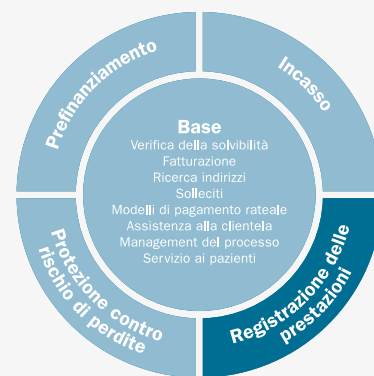 Prefinanziamento
Incasso
Base
Verifica della solvibilità
Fatturazione
Ricerca indirizzi
Solleciti
Modelli di pagamento rateale
Assistenza alla clientela
Management del processo
Servizio ai pazienti
Protezione contro
rischio di perdite
Registrazione delle
prestazioni